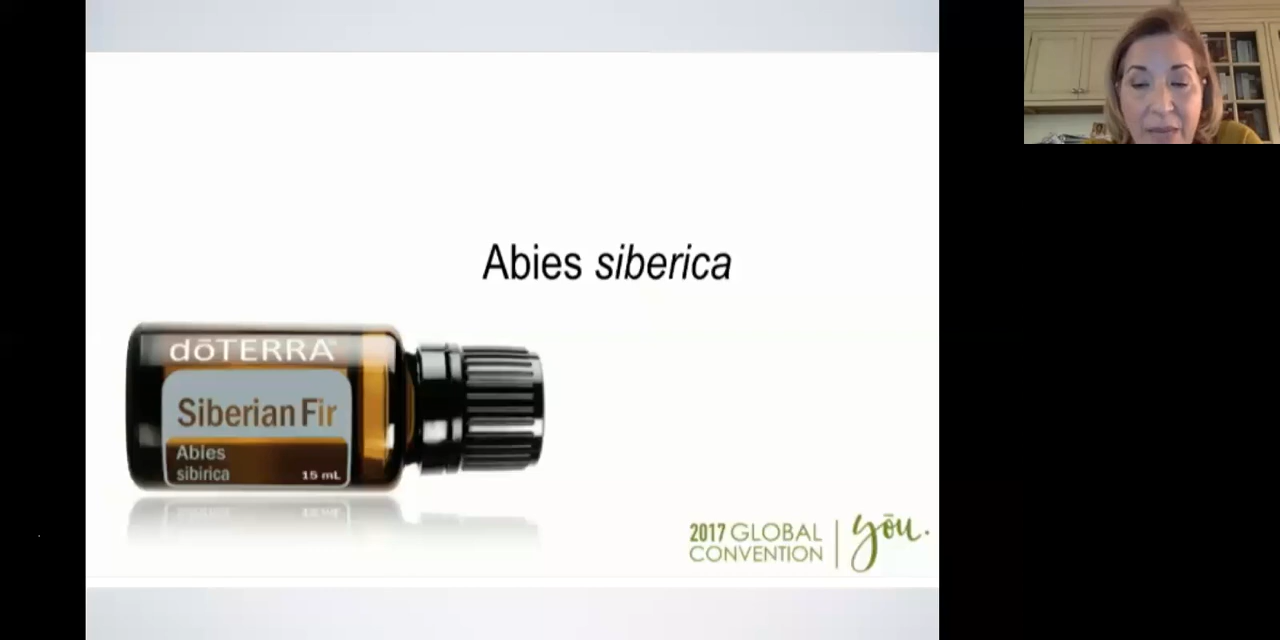 Abies siberica
dōTERRA
Siberian Fir
Abies
sibirica 15 mL
2017 GLOBAL
CONVENTION
yōu.